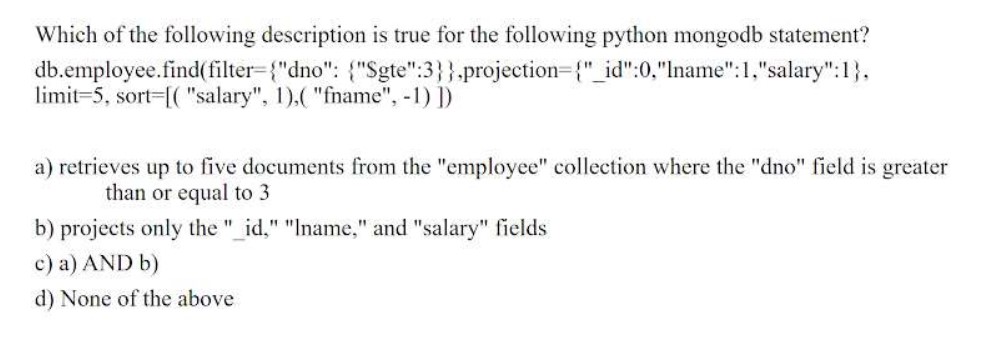 Which of the following description is true for the following python mongodb statement?
db.employee.find(filter={"dno": {"$gte":3}},projection={"_id":0,"lname":1,"salary":1},
limit=5, sort=[( "salary", 1),( "fname", -1) ])
a) retrieves up to five documents from the "employee" collection where the "dno" field is greater
than or equal to 3
b) projects only the "_id," "lname," and "salary" fields
c) a) AND b)
d) None of the above